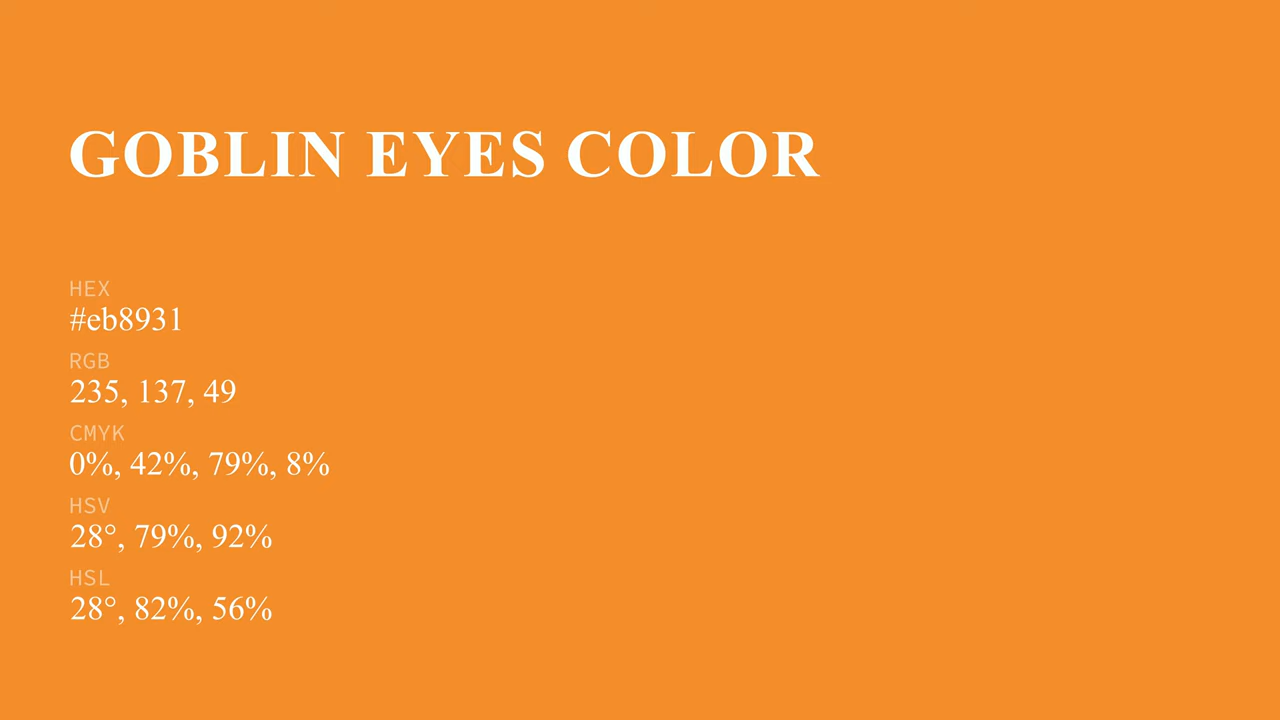 GOBLIN EYES COLOR
HEX
#eb8931
RGB
235, 137, 49
CMYK
0%, 42%, 79%, 8%
HSV
28°, 79%, 92%
HSL
28°, 82%, 56%